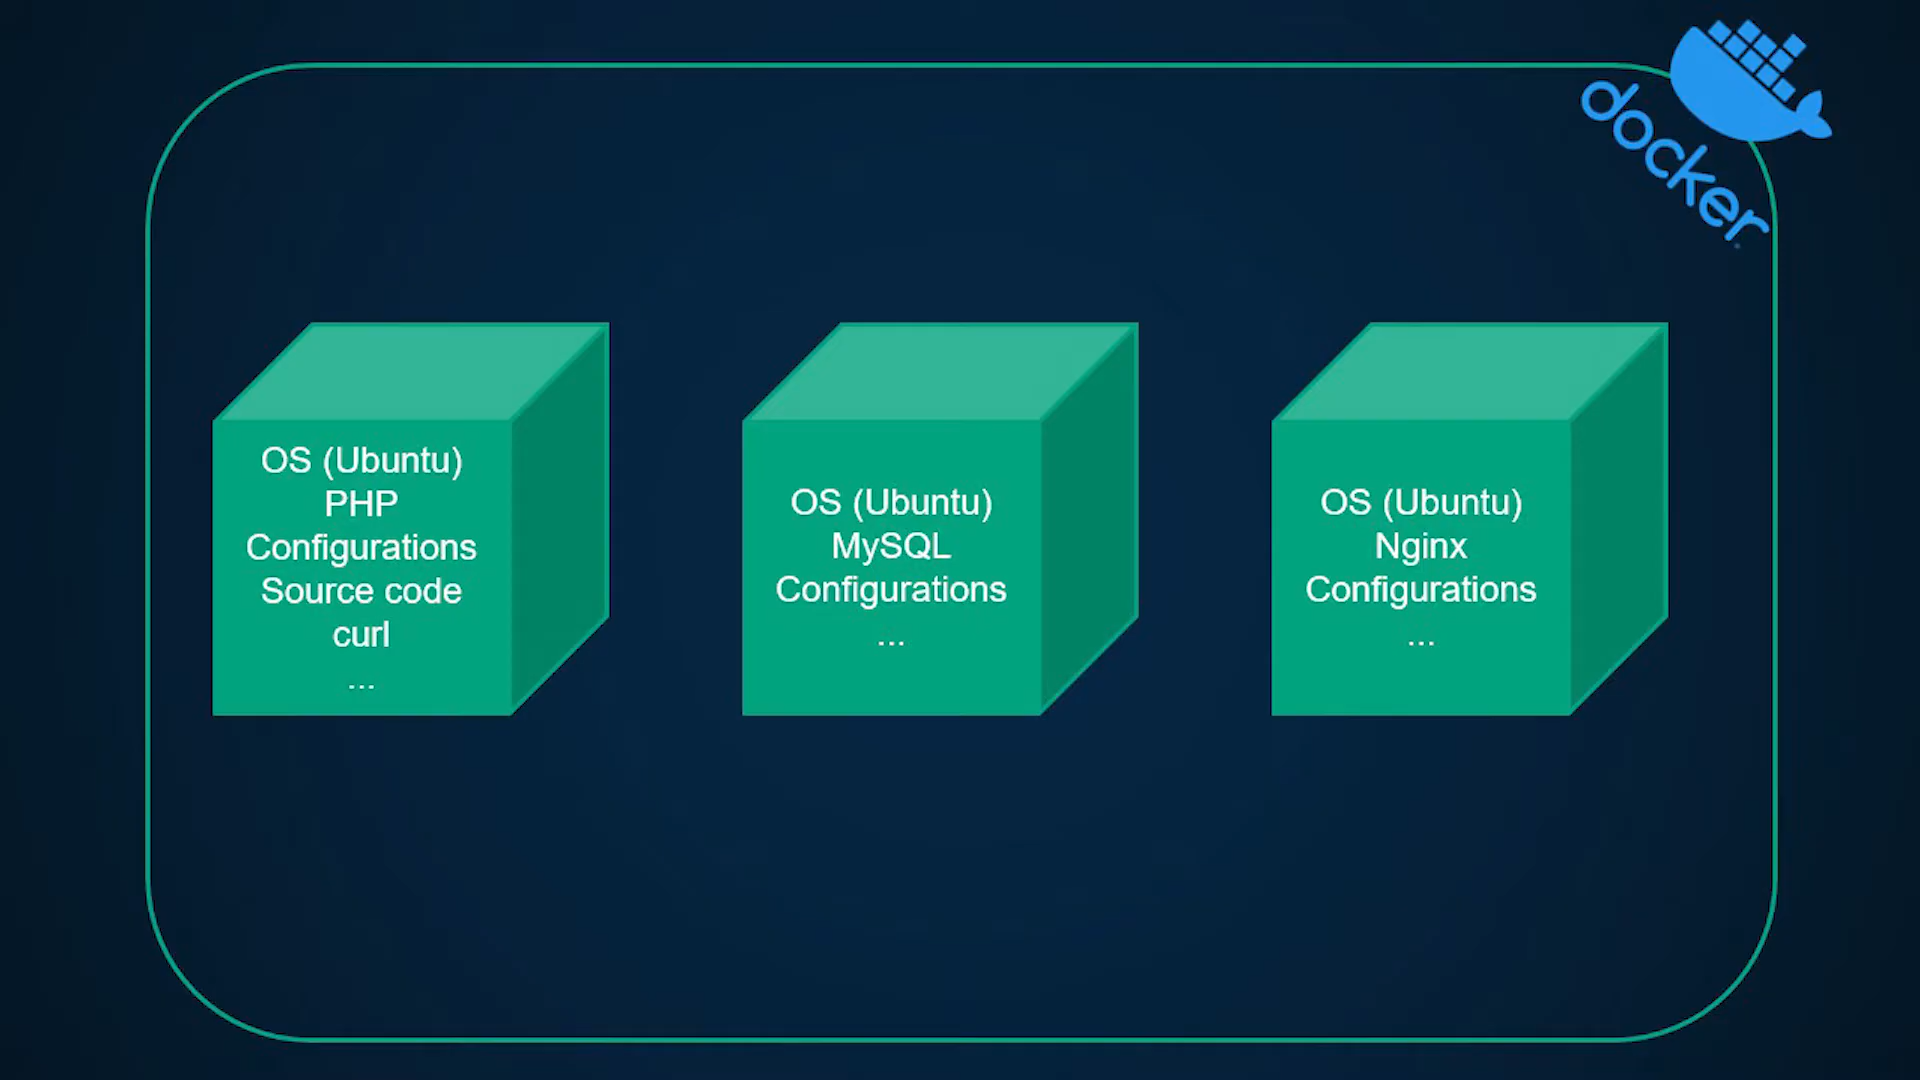 docker
OS (Ubuntu)
PHP
Configurations
Source code
curl
...
OS (Ubuntu)
MySQL
Configurations
...
OS (Ubuntu)
Nginx
Configurations
...